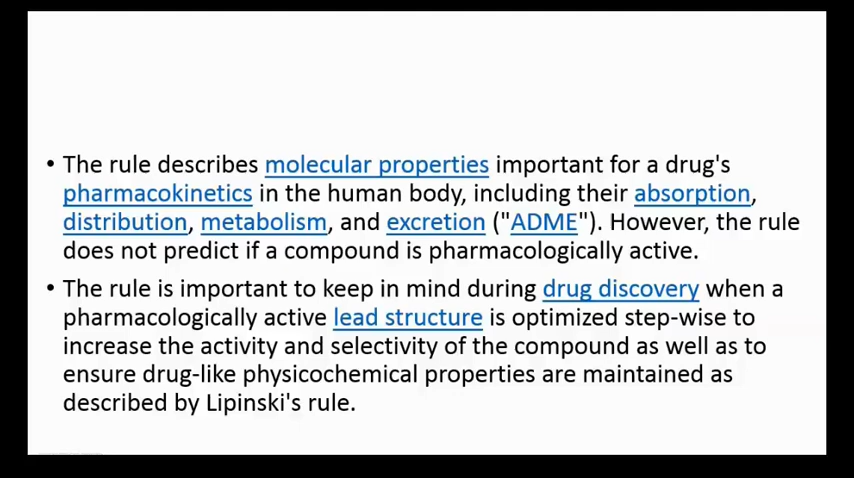 • The rule describes molecular properties important for a drug's
pharmacokinetics in the human body, including their absorption,
distribution, metabolism, and excretion ("ADME"). However, the rule
does not predict if a compound is pharmacologically active.
• The rule is important to keep in mind during drug discovery when a
pharmacologically active lead structure is optimized step-wise to
increase the activity and selectivity of the compound as well as to
ensure drug-like physicochemical properties are maintained as
described by Lipinski's rule.